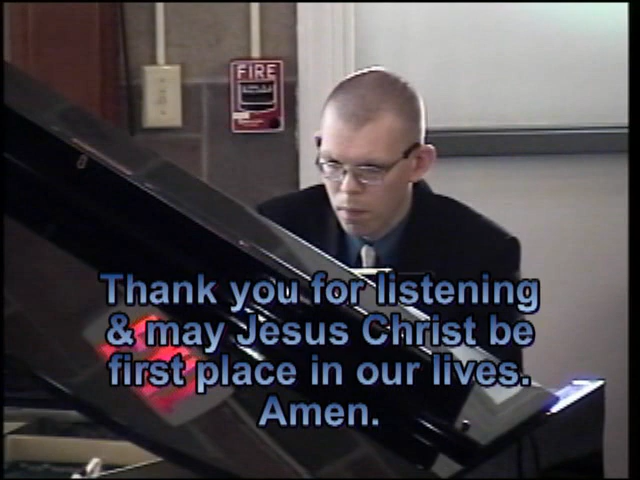 FIRE
Thank you for listening
& may Jesus Christ be
first place in our lives.
Amen.